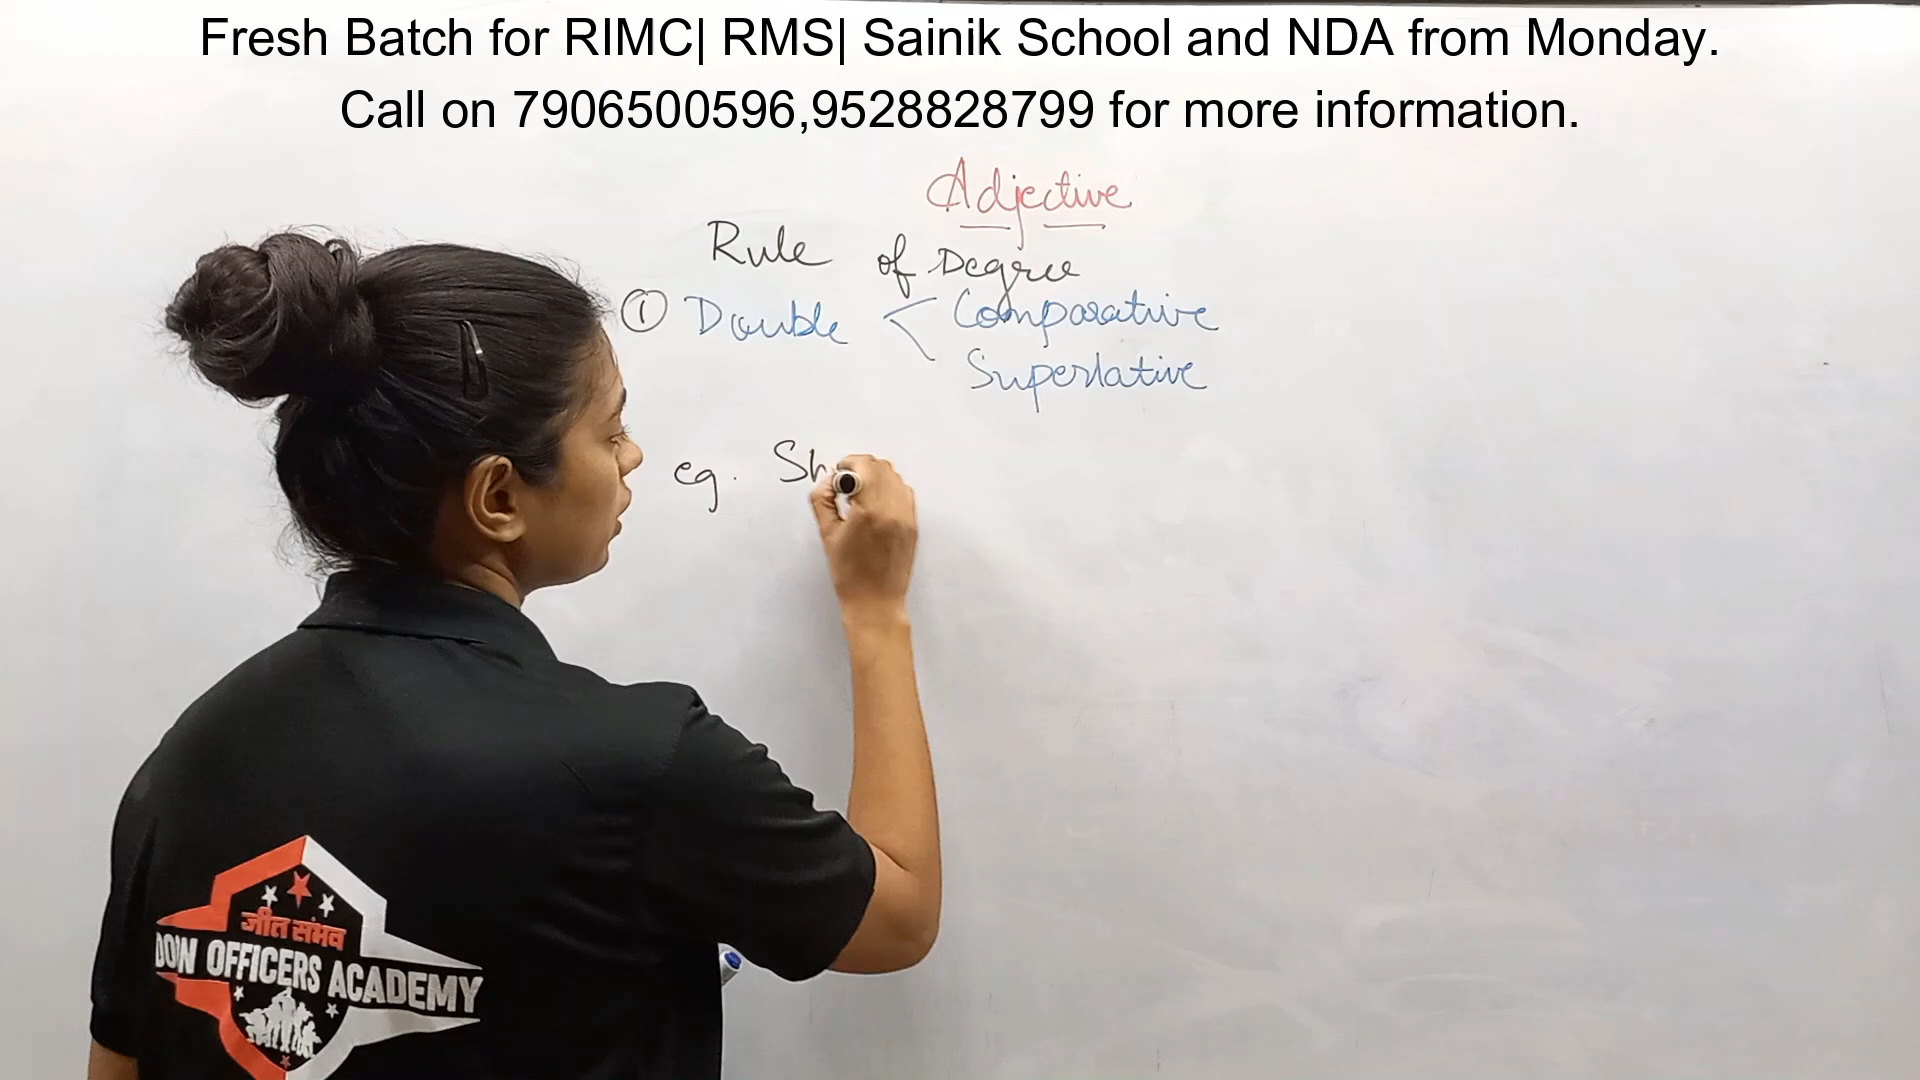 Fresh Batch for RIMC| RMS| Sainik School and NDA from Monday.
Call on 7906500596,9528828799 for more information.
Adjective
Rule of Degree
① Double < Comparative
Superlative
eg. Sh
जीत संभव
DOON OFFICERS ACADEMY